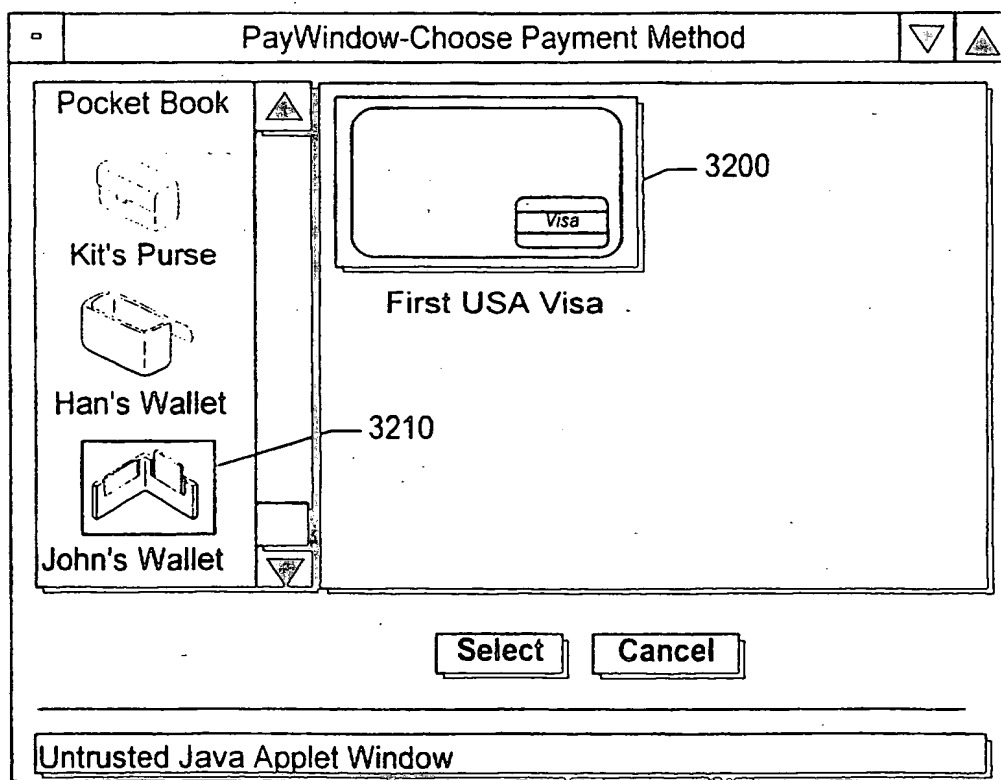 PayWindow-Choose Payment Method
Pocket Book
Kit's Purse
Han's Wallet
3210
John's Wallet
Visa
3200
First USA Visa
Select
Cancel
Untrusted Java Applet Window